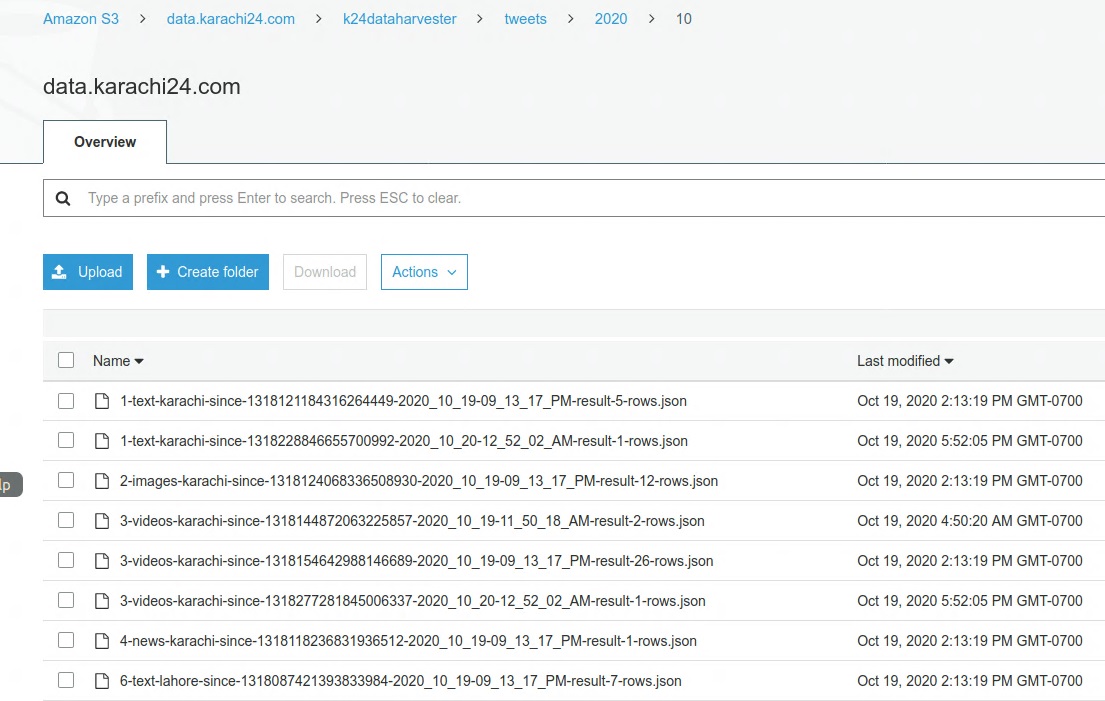 Amazon S3 > data.karachi24.com > k24dataharvester > tweets > 2020 > 10
data.karachi24.com
Overview
Type a prefix and press Enter to search. Press ESC to clear.
Upload Create folder Download Actions
Name Last modified
1-text-karachi-since-1318121184316264449-2020_10_19-09_13_17_PM-result-5-rows.json Oct 19, 2020 2:13:19 PM GMT-0700
1-text-karachi-since-1318228846655700992-2020_10_20-12_52_02_AM-result-1-rows.json Oct 19, 2020 5:52:05 PM GMT-0700
lp 2-images-karachi-since-1318124068336508930-2020_10_19-09_13_17_PM-result-12-rows.json Oct 19, 2020 2:13:19 PM GMT-0700
3-videos-karachi-since-1318144872063225857-2020_10_19-11_50_18_AM-result-2-rows.json Oct 19, 2020 4:50:20 AM GMT-0700
3-videos-karachi-since-1318154642988146689-2020_10_19-09_13_17_PM-result-26-rows.json Oct 19, 2020 2:13:19 PM GMT-0700
3-videos-karachi-since-1318277281845006337-2020_10_20-12_52_02_AM-result-1-rows.json Oct 19, 2020 5:52:05 PM GMT-0700
4-news-karachi-since-1318118236831936512-2020_10_19-09_13_17_PM-result-1-rows.json Oct 19, 2020 2:13:19 PM GMT-0700
6-text-lahore-since-1318087421393833984-2020_10_19-09_13_17_PM-result-7-rows.json Oct 19, 2020 2:13:19 PM GMT-0700